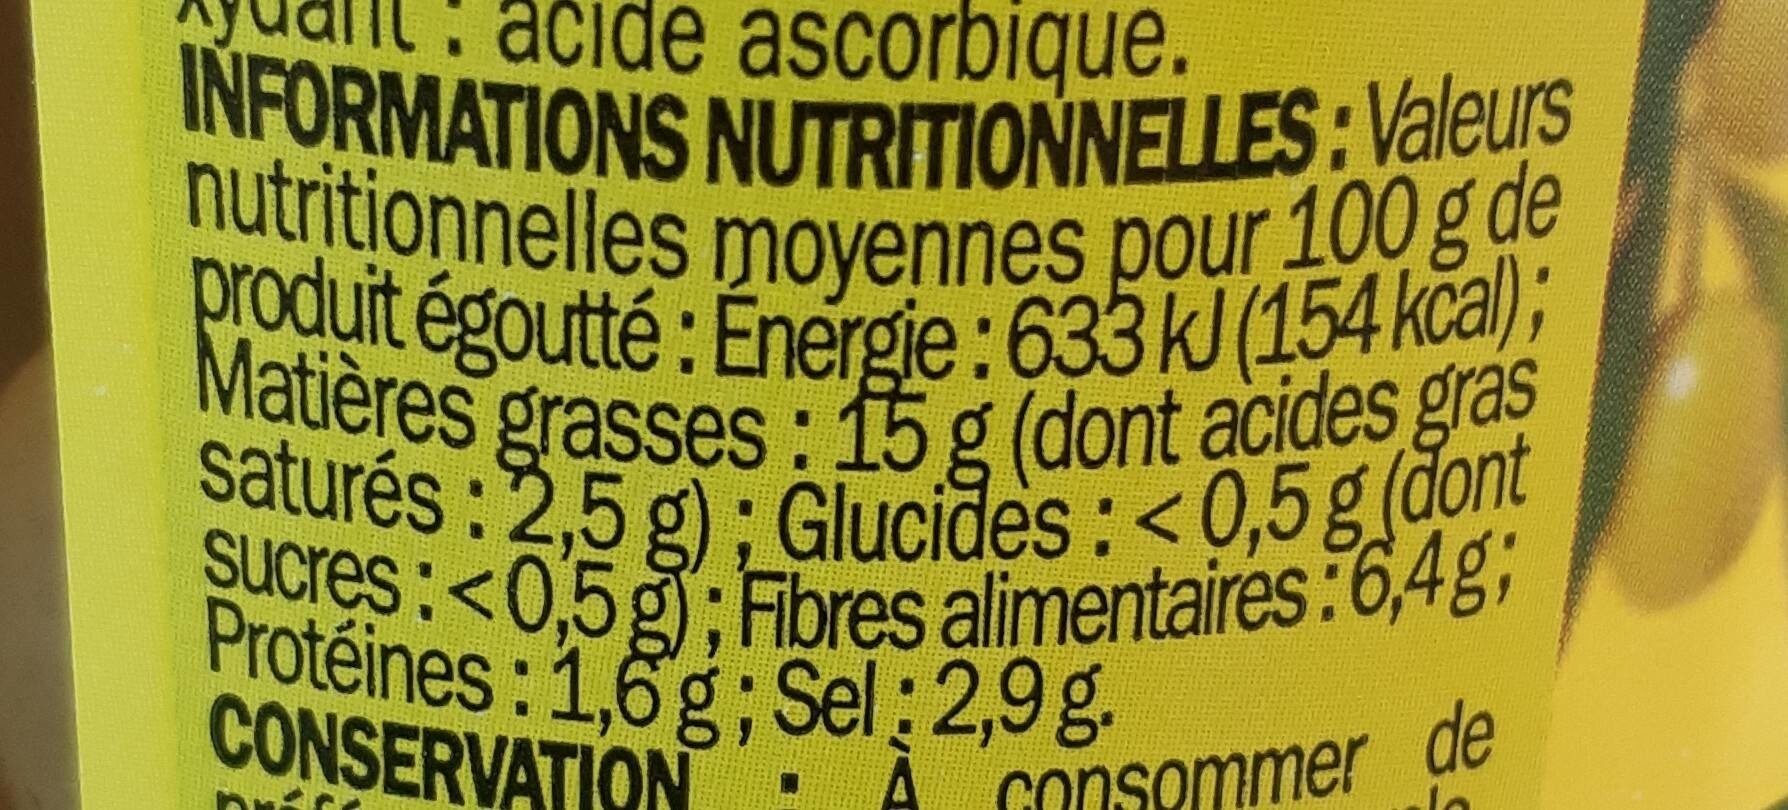 xydant : acide ascorbique.
INFORMATIONS NUTRITIONNELLES : Valeurs
nutritionnelles moyennes pour 100 g de
produit égoutté : Énergie : 633 kJ (154 kcal) ;
Matières grasses : 15 g (dont acides gras
saturés : 2,5 g) ; Glucides : < 0,5 g (dont
sucres : < 0,5 g) ; Fibres alimentaires : 6,4 g ;
Protéines : 1,6 g ; Sel : 2,9 g.
CONSERVATION : À consommer de